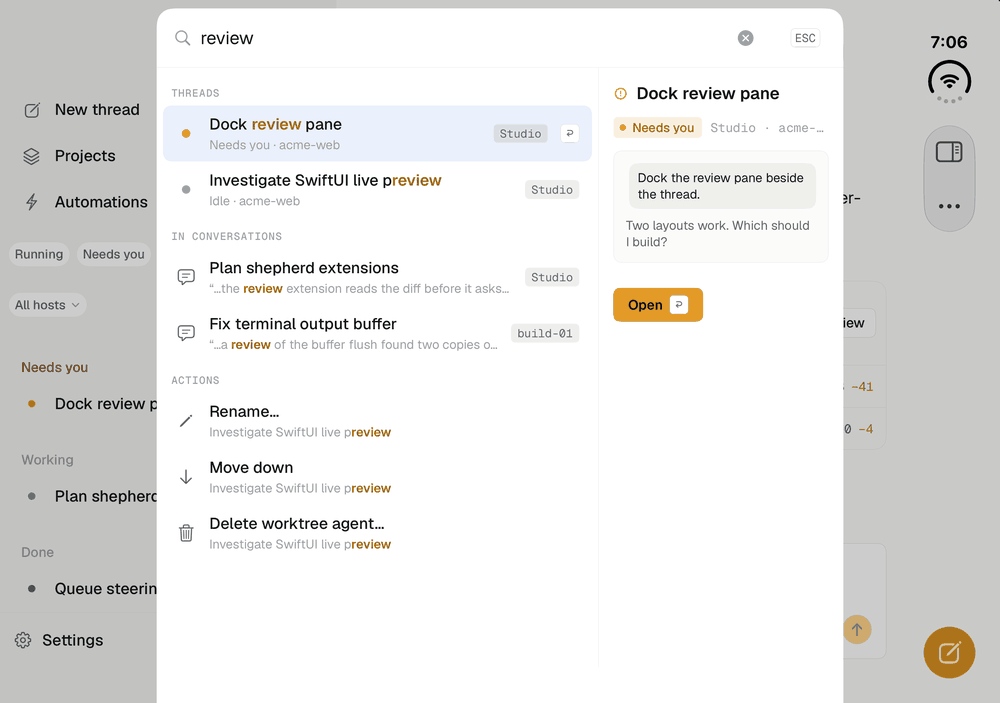 review
ESC
7:06
New thread
Projects
Automations
Running
Needs you
All hosts
Needs you
Dock review p
Working
Plan shepherd
Done
Queue steerin
Settings
THREADS
Dock review pane
Needs you · acme-web
Studio
Investigate SwiftUI live preview
Idle · acme-web
Studio
IN CONVERSATIONS
Plan shepherd extensions
“…the review extension reads the diff before it asks…
Studio
Fix terminal output buffer
“…a review of the buffer flush found two copies o…
build-01
ACTIONS
Rename…
Investigate SwiftUI live preview
Move down
Investigate SwiftUI live preview
Delete worktree agent…
Investigate SwiftUI live preview
Dock review pane
Needs you Studio · acme-…
Dock the review pane beside
the thread.
Two layouts work. Which should
I build?
Open
er-
iew
−41
0 −4